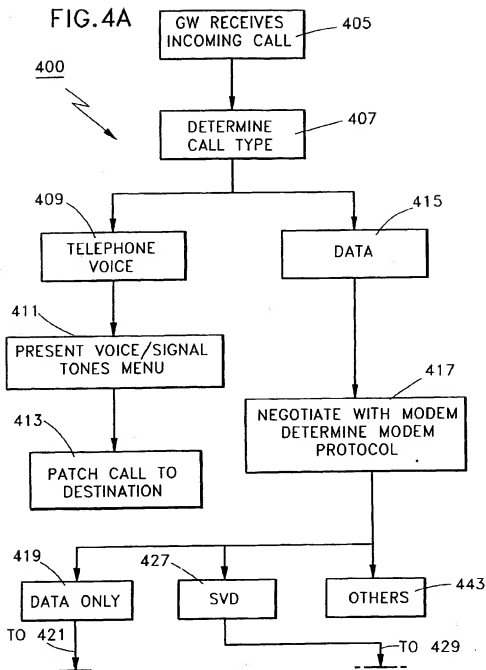 FIG.4A
GW RECEIVES
INCOMING CALL
405
400
DETERMINE
CALL TYPE
407
409
TELEPHONE
VOICE
415
DATA
411
PRESENT VOICE/SIGNAL
TONES MENU
417
NEGOTIATE WITH MODEM
DETERMINE MODEM
PROTOCOL
413
PATCH CALL TO
DESTINATION
419
DATA ONLY
427
SVD
OTHERS
443
TO 421
TO 429